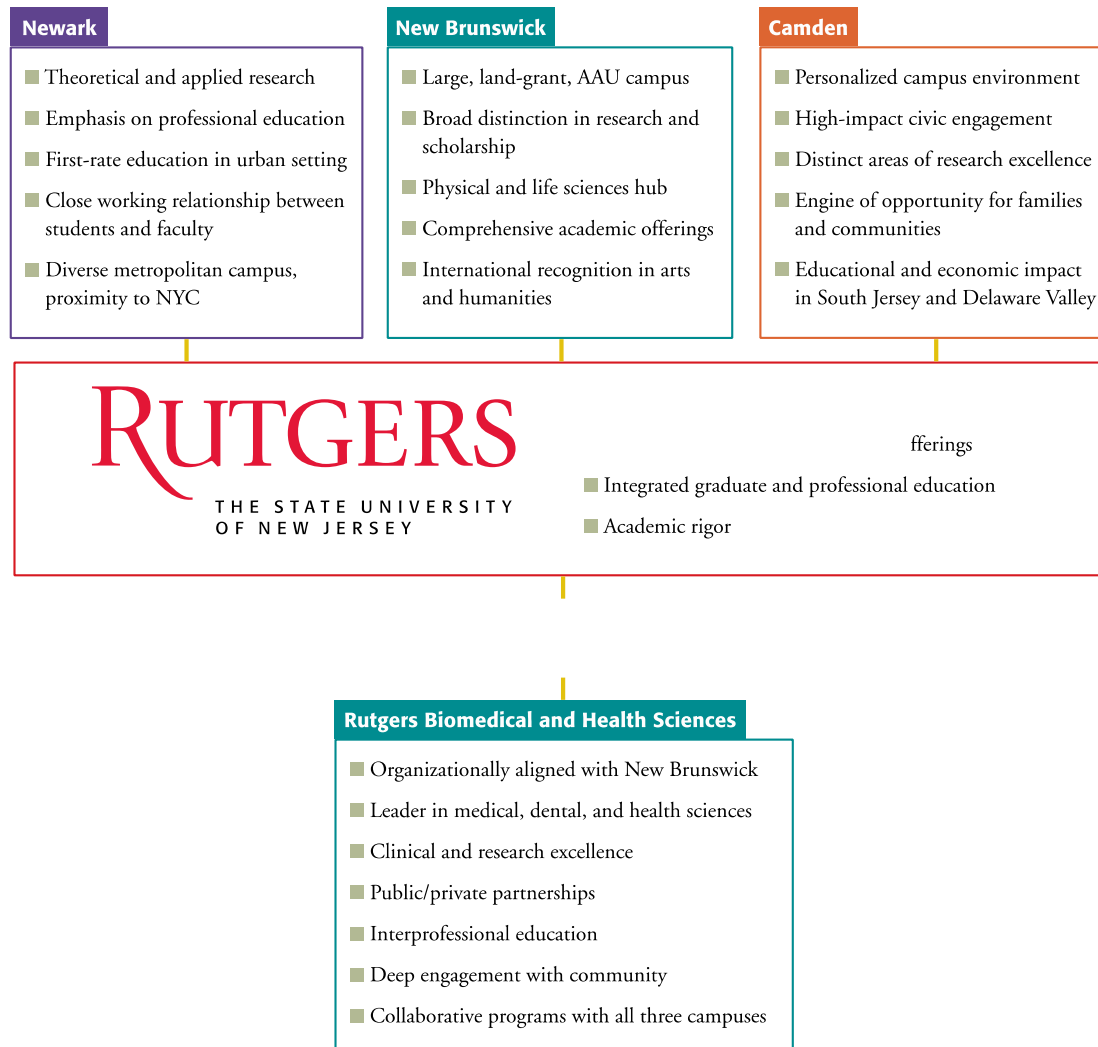 Newark
Theoretical and applied research
Emphasis on professional education
First-rate education in urban setting
Close working relationship between
students and faculty
Diverse metropolitan campus,
proximity to NYC
New Brunswick
Large, land-grant, AAU campus
Broad distinction in research and
scholarship
Physical and life sciences hub
Comprehensive academic offerings
International recognition in arts
and humanities
Camden
Personalized campus environment
High-impact civic engagement
Distinct areas of research excellence
Engine of opportunity for families
and communities
Educational and economic impact
in South Jersey and Delaware Valley
RUTGERS
THE STATE UNIVERSITY
OF NEW JERSEY
fferings
Integrated graduate and professional education
Academic rigor
Rutgers Biomedical and Health Sciences
Organizationally aligned with New Brunswick
Leader in medical, dental, and health sciences
Clinical and research excellence
Public/private partnerships
Interprofessional education
Deep engagement with community
Collaborative programs with all three campuses